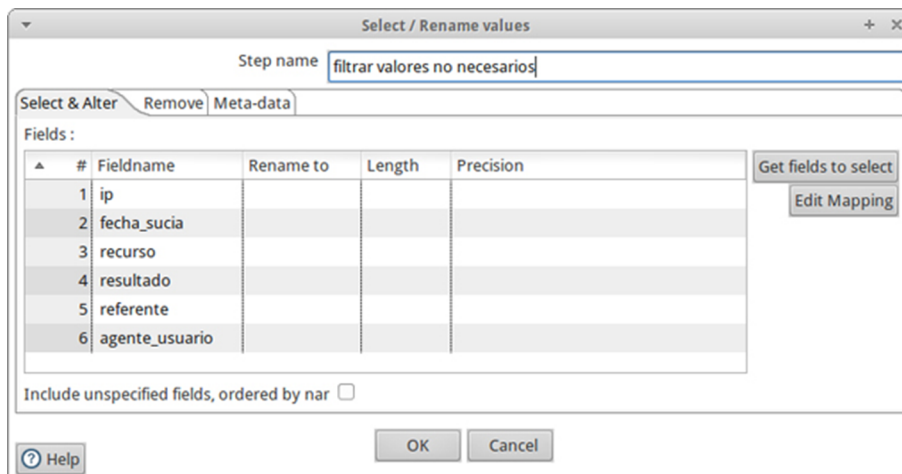 Select / Rename values
Step name filtrar valores no necesarios
Select & Alter Remove Meta-data
Fields :
# Fieldname Rename to Length Precision
1 ip
2 fecha_sucia
3 recurso
4 resultado
5 referente
6 agente_usuario
Get fields to select
Edit Mapping
Include unspecified fields, ordered by nar
OK Cancel
Help